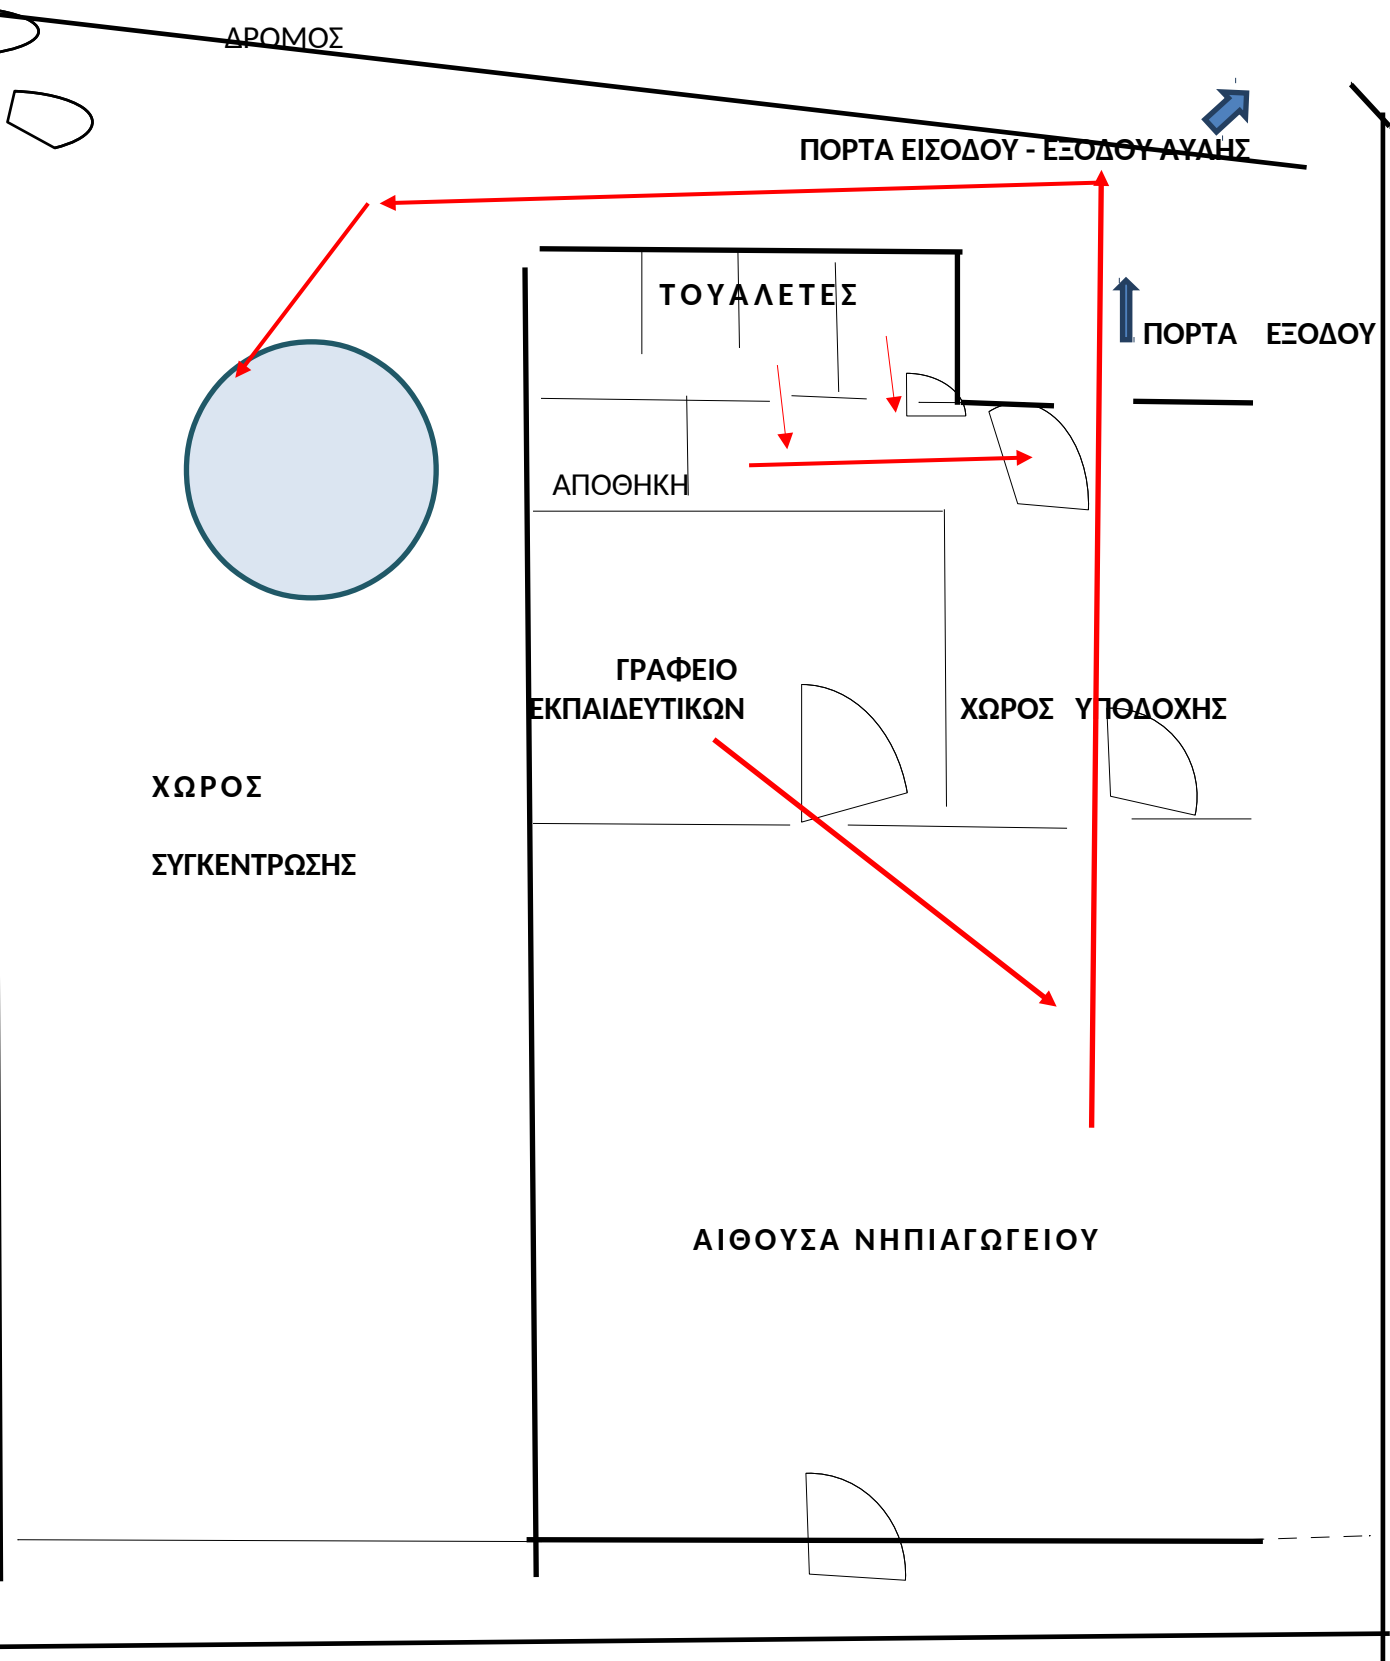 ΔΡΟΜΟΣ
ΠΟΡΤΑ ΕΙΣΟΔΟΥ - ΕΞΟΔΟΥ ΑΥΛΗΣ
ΤΟΥΑΛΕΤΕΣ
ΠΟΡΤΑ ΕΞΟΔΟΥ
ΑΠΟΘΗΚΗ
ΓΡΑΦΕΙΟ
ΕΚΠΑΙΔΕΥΤΙΚΩΝ
ΧΩΡΟΣ ΥΠΟΔΟΧΗΣ
ΧΩΡΟΣ
ΣΥΓΚΕΝΤΡΩΣΗΣ
ΑΙΘΟΥΣΑ ΝΗΠΙΑΓΩΓΕΙΟΥ